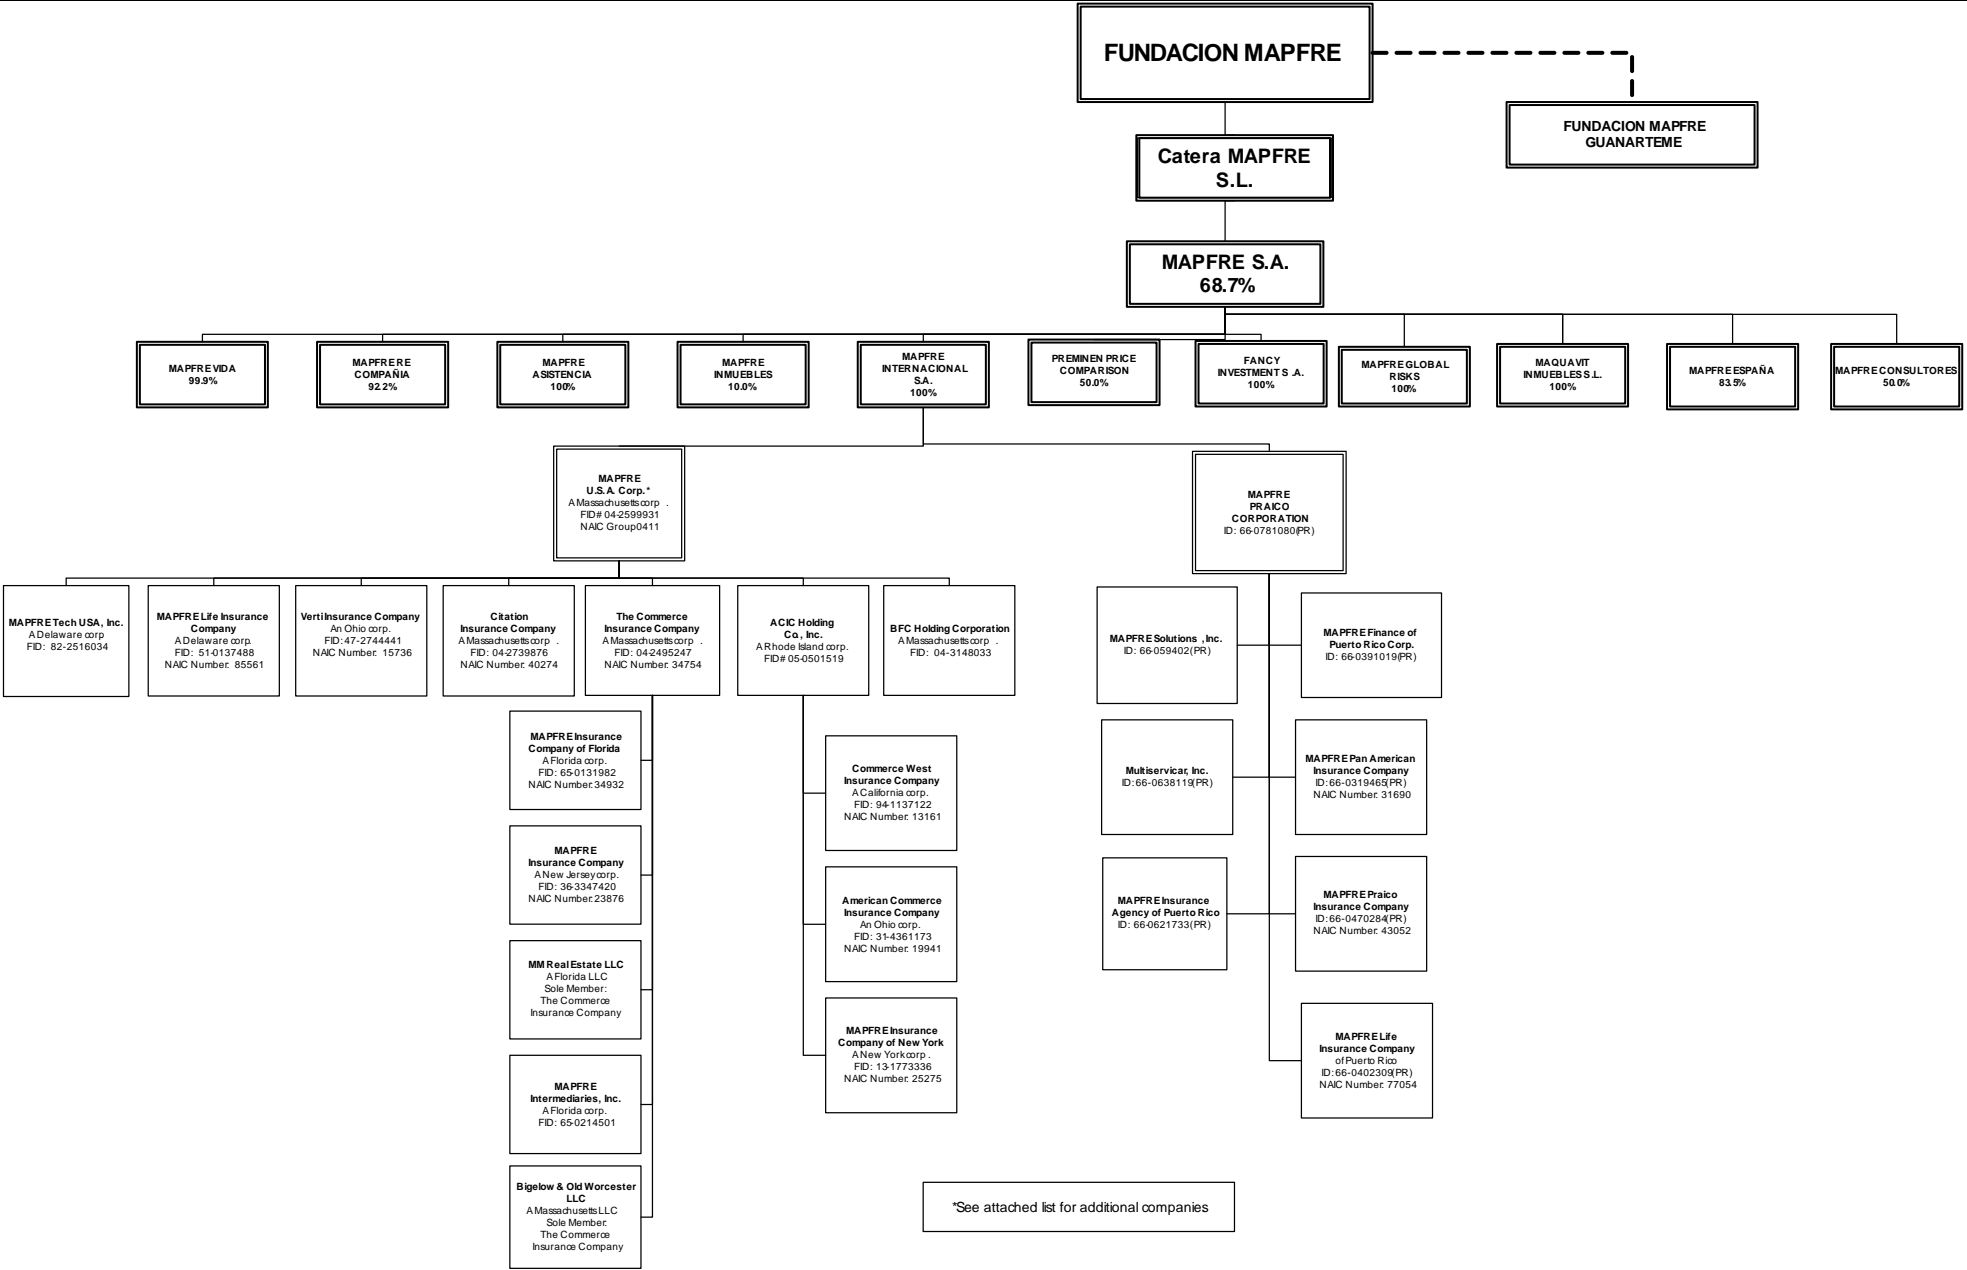 FUNDACION MAPFRE
FUNDACION MAPFRE
GUANARTEME
Catera MAPFRE
S.L.
MAPFRE S.A.
68.7%
MAPFRE VIDA
99.9%
MAPFRE RE
COMPAÑIA
92.2%
MAPFRE
ASISTENCIA
100%
MAPFRE
INMUEBLES
10.0%
MAPFRE
INTERNACIONAL
S.A.
100%
PREMINEN PRICE
COMPARISON
50.0%
FANCY
INVESTMENT S .A.
100%
MAPFRE GLOBAL
RISKS
100%
MAQUAVIT
INMUEBLES S.L.
100%
MAPFRE ESPAÑA
83.5%
MAPFRE CONSULTORES
50.0%
MAPFRE
U.S.A. Corp.*
A Massachusetts corp .
FID# 04-2599931
NAIC Group 0411
MAPFRE
PRAICO
CORPORATION
ID: 66-0781080(PR)
MAPFRE Tech USA, Inc.
A Delaware corp
FID: 82-2516034
MAPFRE Life Insurance
Company
A Delaware corp.
FID: 51-0137488
NAIC Number: 85561
Verti Insurance Company
An Ohio corp.
FID: 47-2744441
NAIC Number: 15736
Citation
Insurance Company
A Massachusetts corp .
FID: 04-2739876
NAIC Number: 40274
The Commerce
Insurance Company
A Massachusetts corp .
FID: 04-2495247
NAIC Number: 34754
ACIC Holding
Co., Inc.
A Rhode Island corp.
FID# 05-0501519
BFC Holding Corporation
A Massachusetts corp .
FID: 04-3148033
MAPFRE Solutions , Inc.
ID: 66-059402(PR)
MAPFRE Finance of
Puerto Rico Corp.
ID: 66-0391019(PR)
MAPFRE Insurance
Company of Florida
A Florida corp.
FID: 65-0131982
NAIC Number: 34932
Commerce West
Insurance Company
A California corp.
FID: 94-1137122
NAIC Number: 13161
Multiservicar, Inc.
ID: 66-0638119(PR)
MAPFRE Pan American
Insurance Company
ID: 66-0319465(PR)
NAIC Number: 31690
MAPFRE
Insurance Company
A New Jersey corp.
FID: 36-3347420
NAIC Number: 23876
American Commerce
Insurance Company
An Ohio corp.
FID: 31-4361173
NAIC Number: 19941
MAPFRE Insurance
Agency of Puerto Rico
ID: 66-0621733(PR)
MAPFRE Praico
Insurance Company
ID: 66-0470284(PR)
NAIC Number: 43052
MM Real Estate LLC
A Florida LLC
Sole Member:
The Commerce
Insurance Company
MAPFRE Insurance
Company of New York
A New York corp .
FID: 13-1773336
NAIC Number: 25275
MAPFRE Life
Insurance Company
of Puerto Rico
ID: 66-0402309(PR)
NAIC Number: 77054
MAPFRE
Intermediaries, Inc.
A Florida corp.
FID: 65-0214501
Bigelow & Old Worcester
LLC
A Massachusetts LLC
Sole Member:
The Commerce
Insurance Company
*See attached list for additional companies